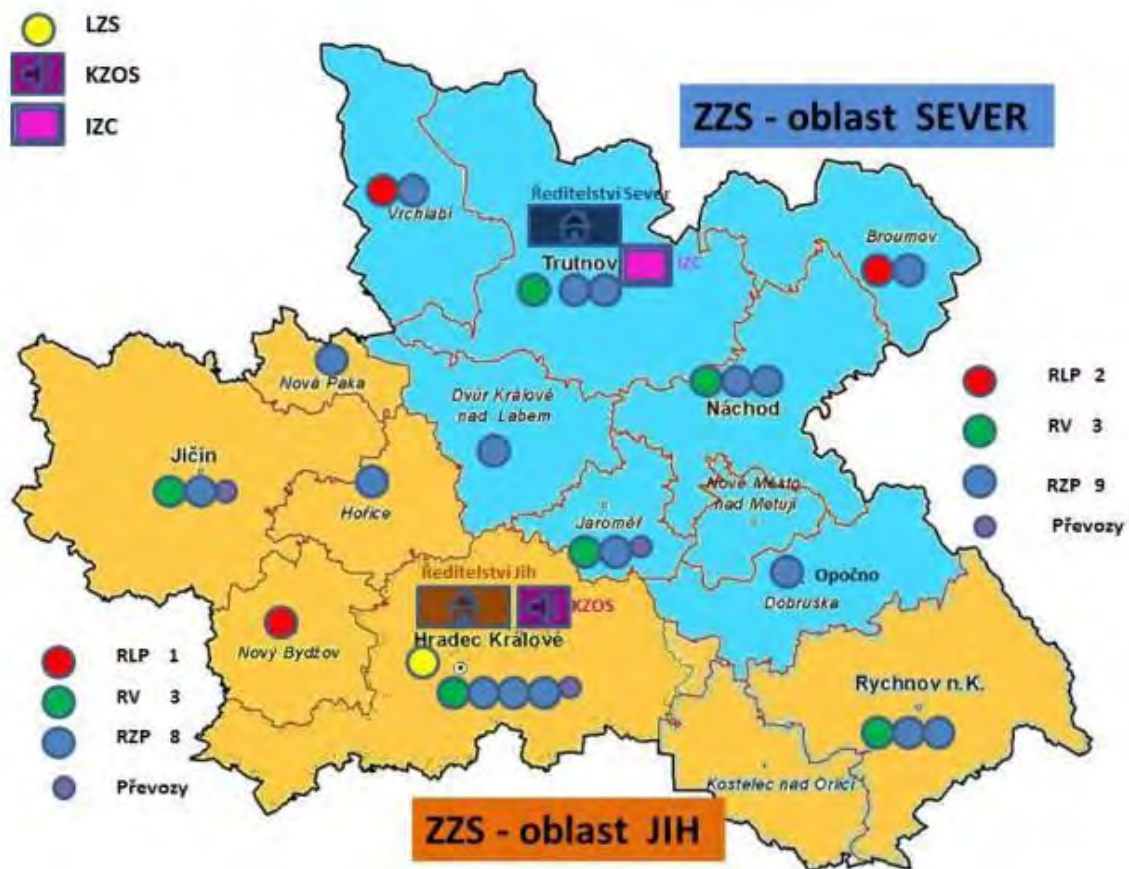 LZS
KZOS
IZC
ZZS - oblast SEVER
Ředitelství Sever
Vrchlabí
Trutnov
IZC
Broumov
Nová Paka
Dvůr Králové
nad Labem
Náchod
RLP 2
RV 3
RZP 9
Převozy
Jičín
Hořice
Nové Město
nad Metují
Jaroměř
Opočno
Dobruška
Ředitelství Jih
KZOS
Hradec Králové
Nový Bydžov
RLP 1
RV 3
RZP 8
Převozy
Rychnov n.K.
Kostelec nad Orlicí
ZZS - oblast JIH